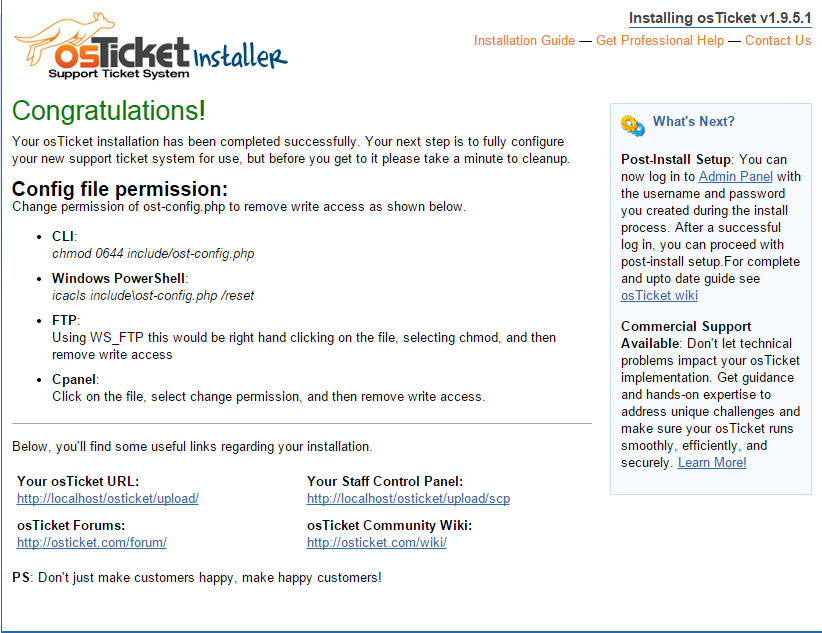 osTicket Installer
Support Ticket System
Installing osTicket v1.9.5.1
Installation Guide — Get Professional Help — Contact Us
Congratulations!
Your osTicket installation has been completed successfully. Your next step is to fully configure
your new support ticket system for use, but before you get to it please take a minute to cleanup.
Config file permission:
Change permission of ost-config.php to remove write access as shown below.
• CLI:
chmod 0644 include/ost-config.php
• Windows PowerShell:
icacls include\ost-config.php /reset
• FTP:
Using WS_FTP this would be right hand clicking on the file, selecting chmod, and then
remove write access
• Cpanel:
Click on the file, select change permission, and then remove write access.
Below, you'll find some useful links regarding your installation.
Your osTicket URL:
http://localhost/osticket/upload/
Your Staff Control Panel:
http://localhost/osticket/upload/scp
osTicket Forums:
http://osticket.com/forum/
osTicket Community Wiki:
http://osticket.com/wiki/
PS: Don't just make customers happy, make happy customers!
What's Next?
Post-Install Setup: You can
now log in to Admin Panel with
the username and password
you created during the install
process. After a successful
log in, you can proceed with
post-install setup.For complete
and upto date guide see
osTicket wiki
Commercial Support
Available: Don't let technical
problems impact your osTicket
implementation. Get guidance
and hands-on expertise to
address unique challenges and
make sure your osTicket runs
smoothly, efficiently, and
securely. Learn More!